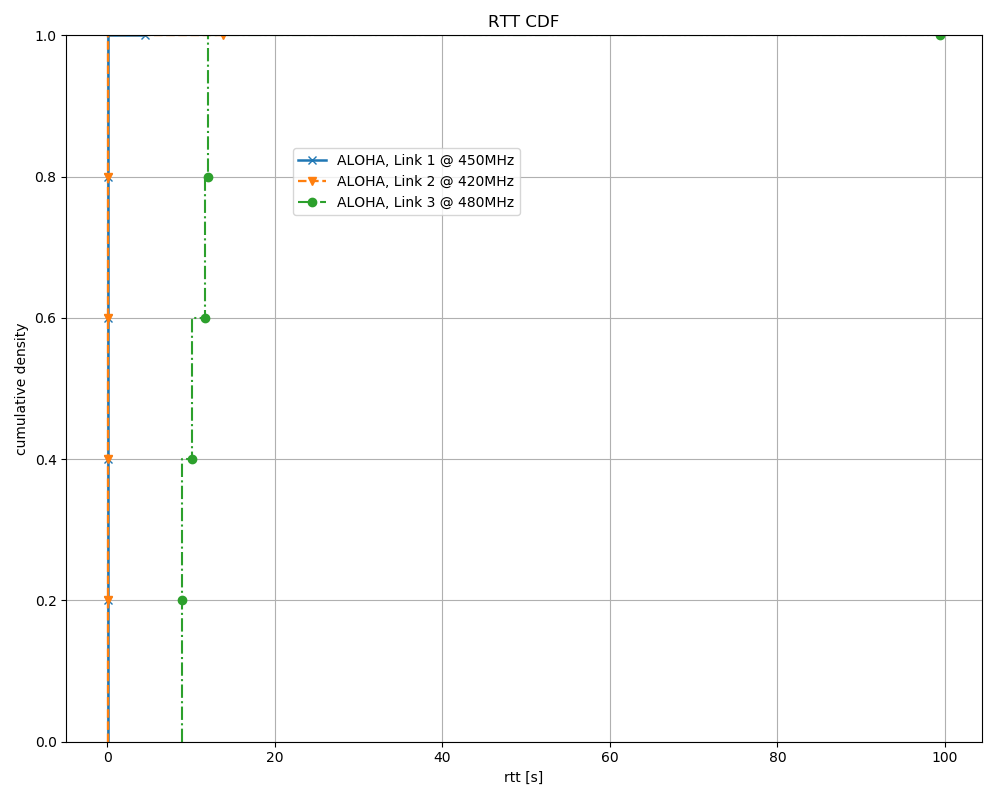 RTT CDF
1.0
0.8
0.6
0.4
0.2
0.0
cumulative density
ALOHA, Link 1 @ 450MHz
ALOHA, Link 2 @ 420MHz
ALOHA, Link 3 @ 480MHz
0 20 40 60 80 100
rtt [s]